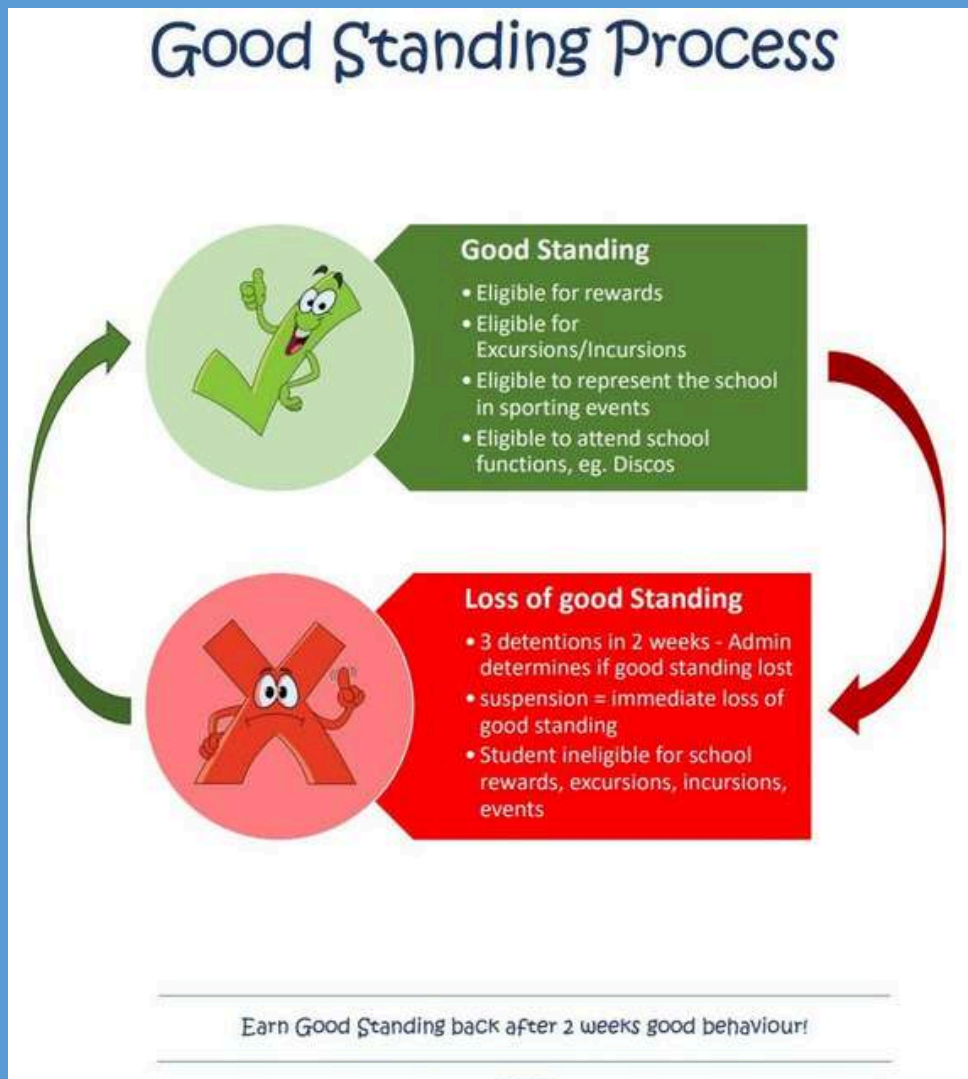 Good Standing Process
Good Standing
• Eligible for rewards
• Eligible for
Excursions/Incursions
• Eligible to represent the school
in sporting events
• Eligible to attend school
functions, eg. Discos
Loss of good Standing
• 3 detentions in 2 weeks - Admin
determines if good standing lost
• suspension = immediate loss of
good standing
• Student ineligible for school
rewards, excursions, incursions,
events
Earn Good Standing back after 2 weeks good behaviour!